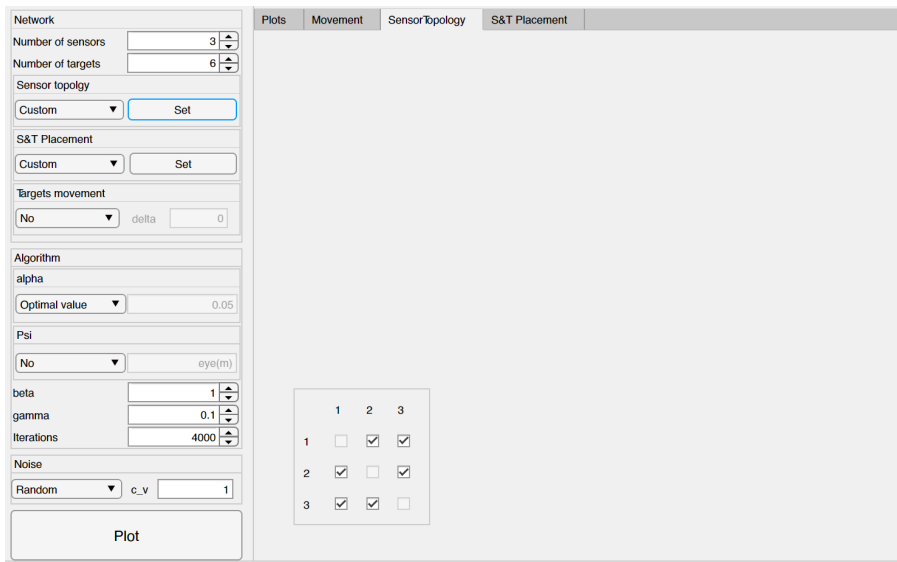 Network
Number of sensors 3
Number of targets 6
Sensor topolgy
Custom Set
S&T Placement
Custom Set
Targets movement
No delta 0
Algorithm
alpha
Optimal value 0.05
Psi
No eye(m)
beta 1
gamma 0.1
Iterations 4000
Noise
Random c_v 1
Plot
Plots Movement SensorTopology S&T Placement
1 2 3
1
2
3